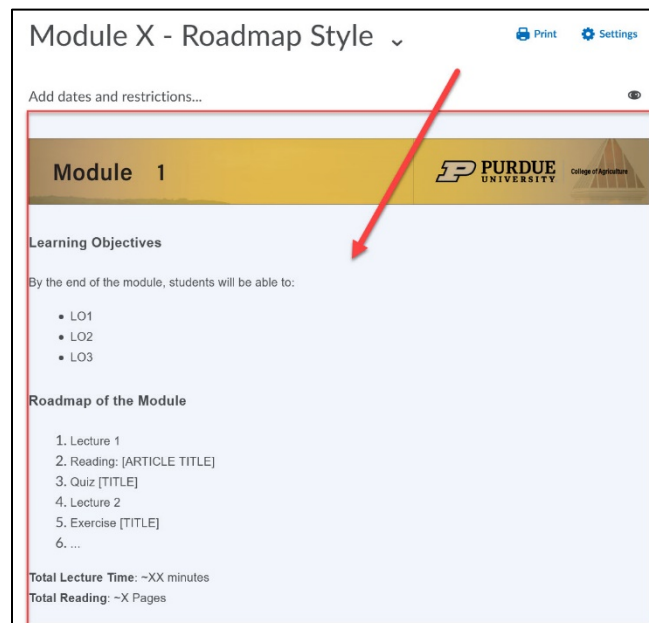 Module X - Roadmap Style
Print
Settings
Add dates and restrictions...
Module 1
PURDUE
UNIVERSITY
College of Agriculture
Learning Objectives
By the end of the module, students will be able to:
• LO1
• LO2
• LO3
Roadmap of the Module
1. Lecture 1
2. Reading: [ARTICLE TITLE]
3. Quiz [TITLE]
4. Lecture 2
5. Exercise [TITLE]
6. ...
Total Lecture Time: ~XX minutes
Total Reading: ~X Pages